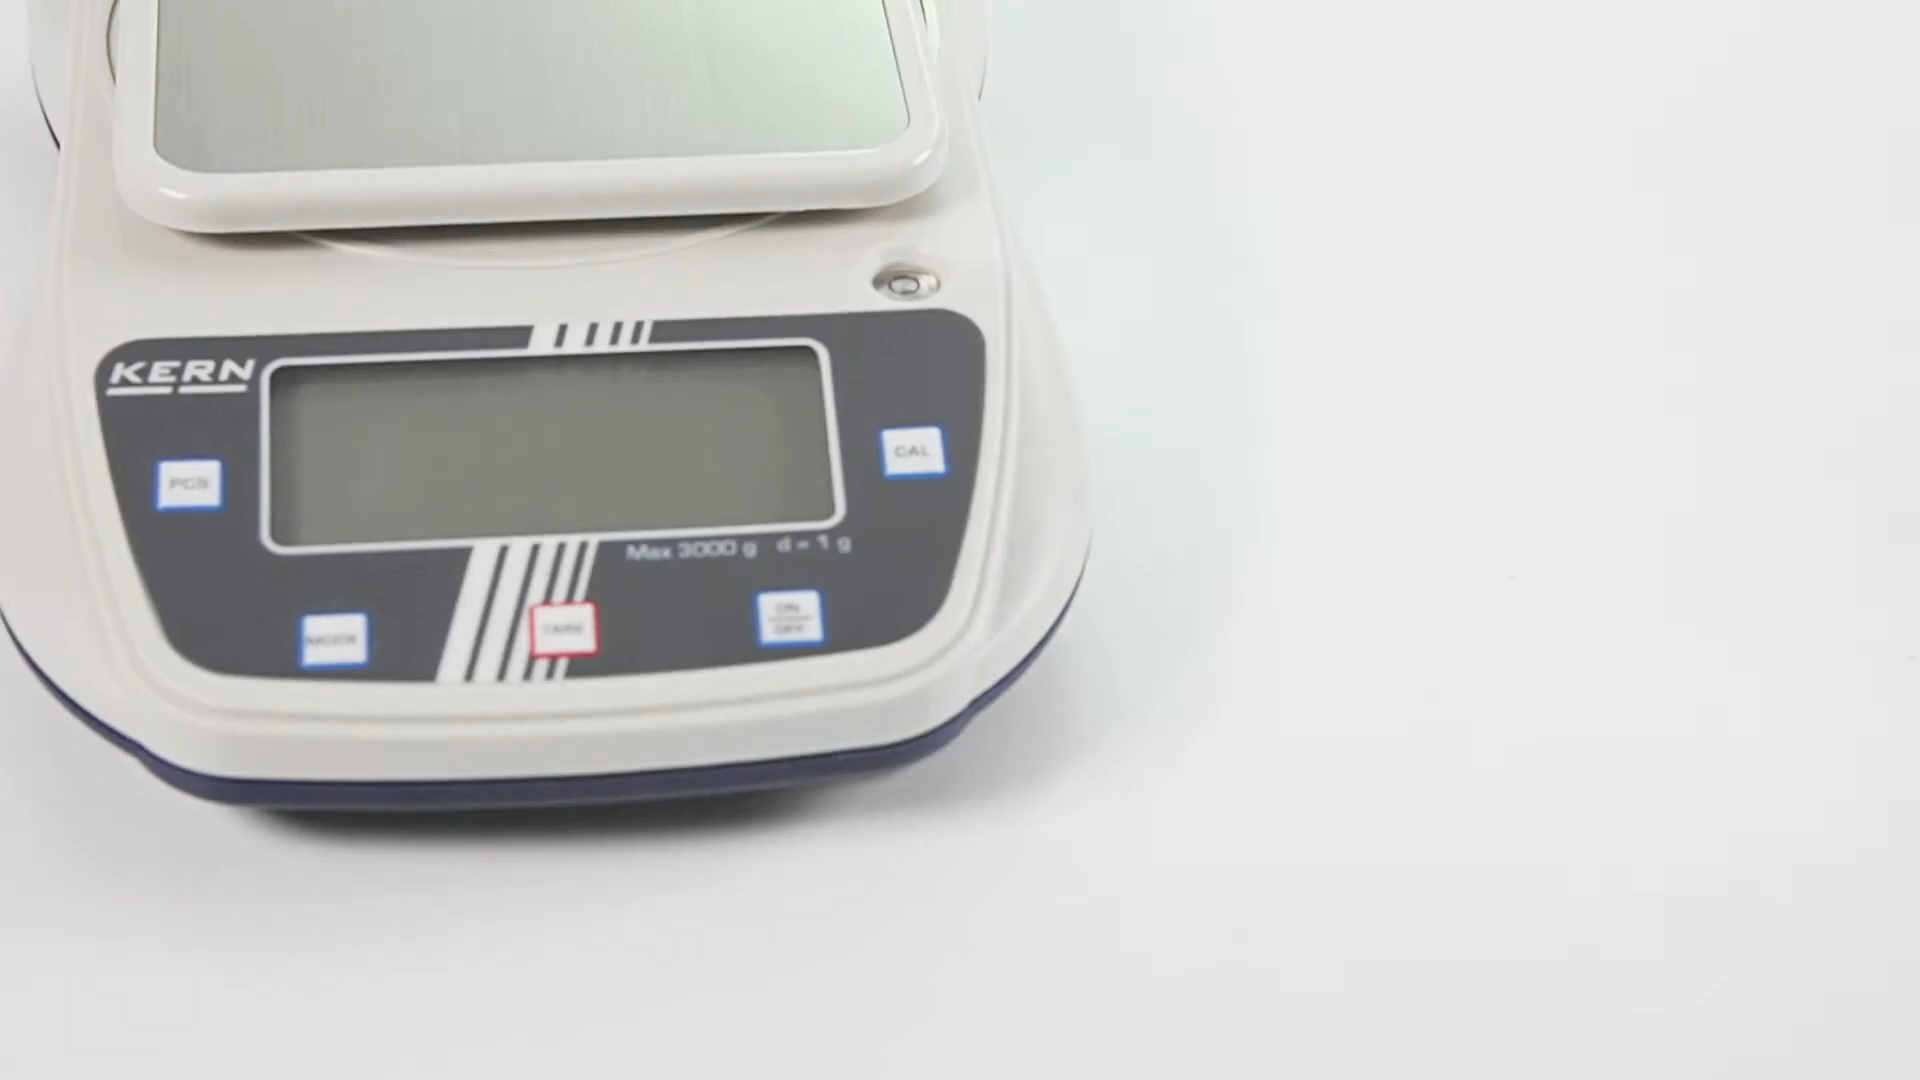 KERN
PCS
CAL
Max 3000 g d = 1 g
MODE
TARE
ON
OFF